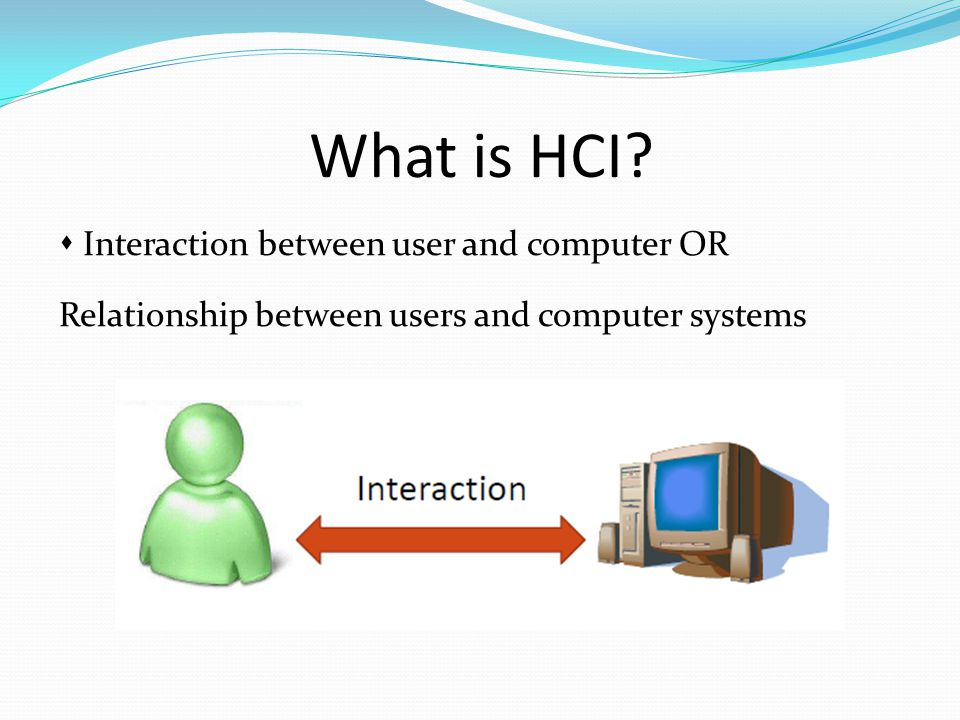 What is HCI?
⬧ Interaction between user and computer OR
Relationship between users and computer systems
Interaction